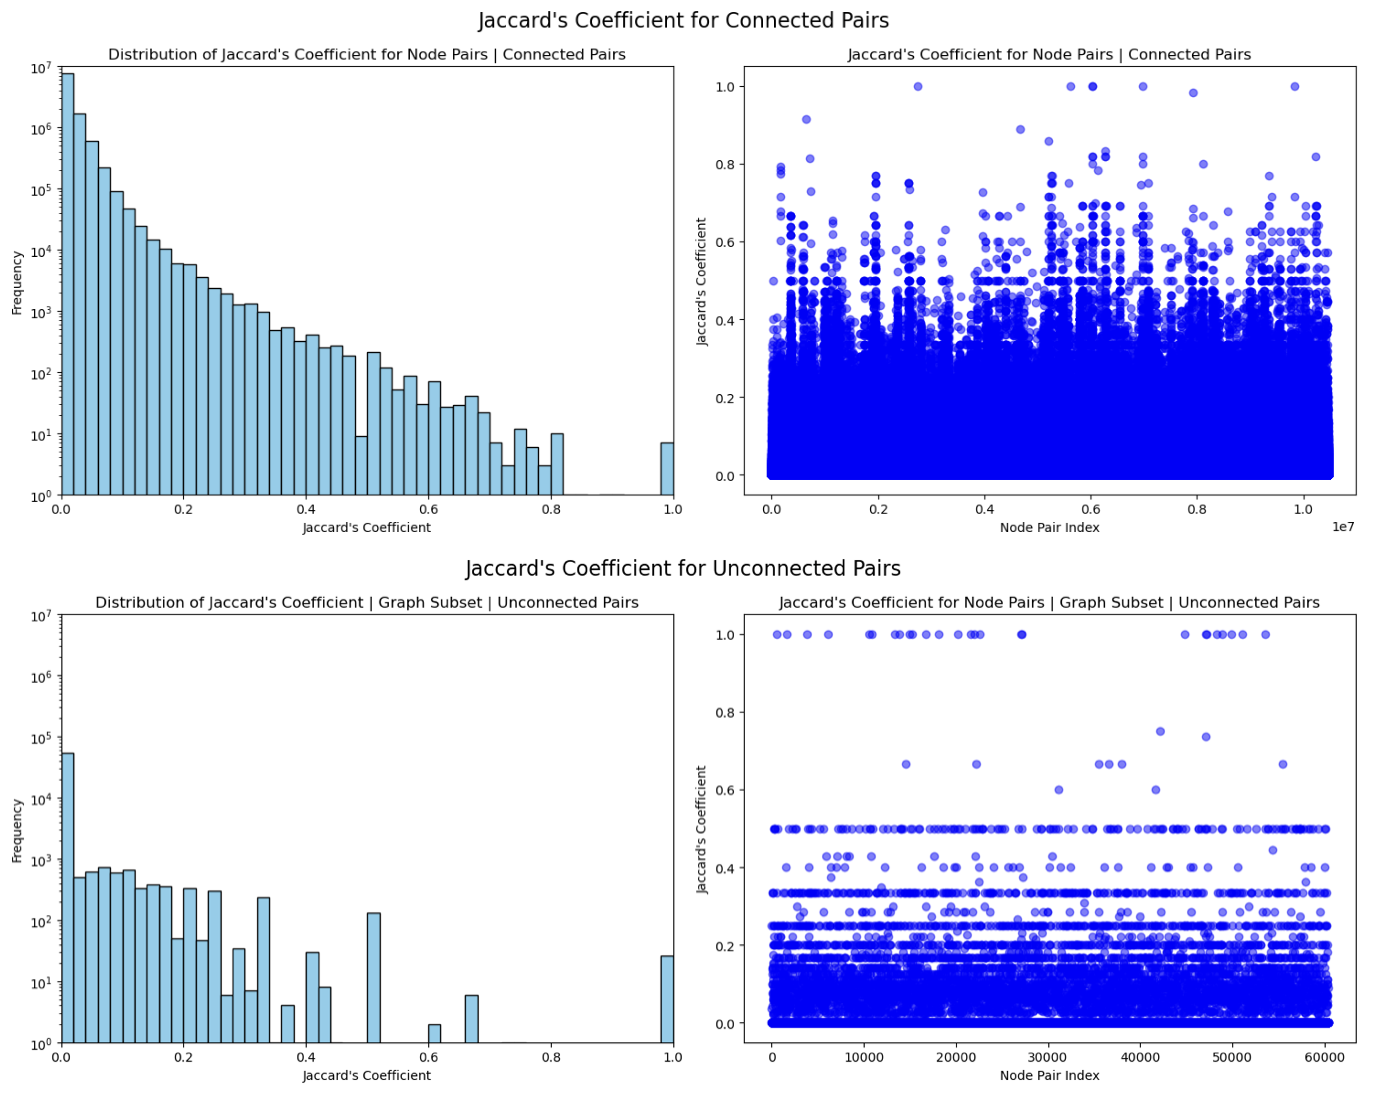 Jaccard's Coefficient for Connected Pairs
Distribution of Jaccard's Coefficient for Node Pairs | Connected Pairs
Frequency
10^7
10^6
10^5
10^4
10^3
10^2
10^1
10^0
0.0 0.2 0.4 0.6 0.8 1.0
Jaccard's Coefficient
Jaccard's Coefficient for Node Pairs | Connected Pairs
Jaccard's Coefficient
1.0
0.8
0.6
0.4
0.2
0.0
0.0 0.2 0.4 0.6 0.8 1.0
1e7
Node Pair Index
Jaccard's Coefficient for Unconnected Pairs
Distribution of Jaccard's Coefficient | Graph Subset | Unconnected Pairs
Frequency
10^7
10^6
10^5
10^4
10^3
10^2
10^1
10^0
0.0 0.2 0.4 0.6 0.8 1.0
Jaccard's Coefficient
Jaccard's Coefficient for Node Pairs | Graph Subset | Unconnected Pairs
Jaccard's Coefficient
1.0
0.8
0.6
0.4
0.2
0.0
0 10000 20000 30000 40000 50000 60000
Node Pair Index